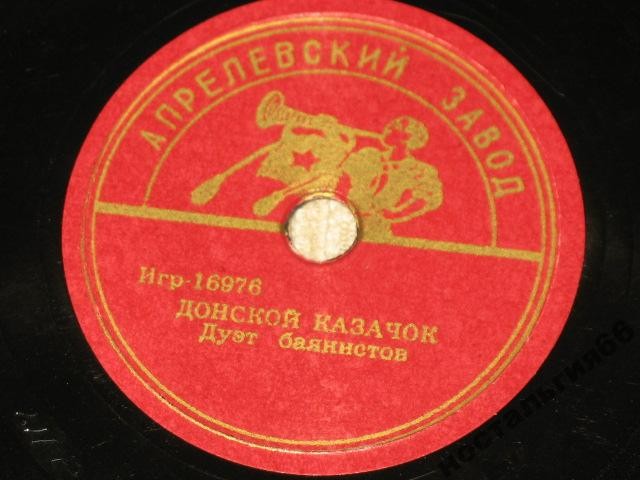 АПРЕЛЕВСКИЙ ЗАВОД
Игр-16976
ДОНСКОЙ КАЗАЧОК
Дуэт баянистов
ностальгия66